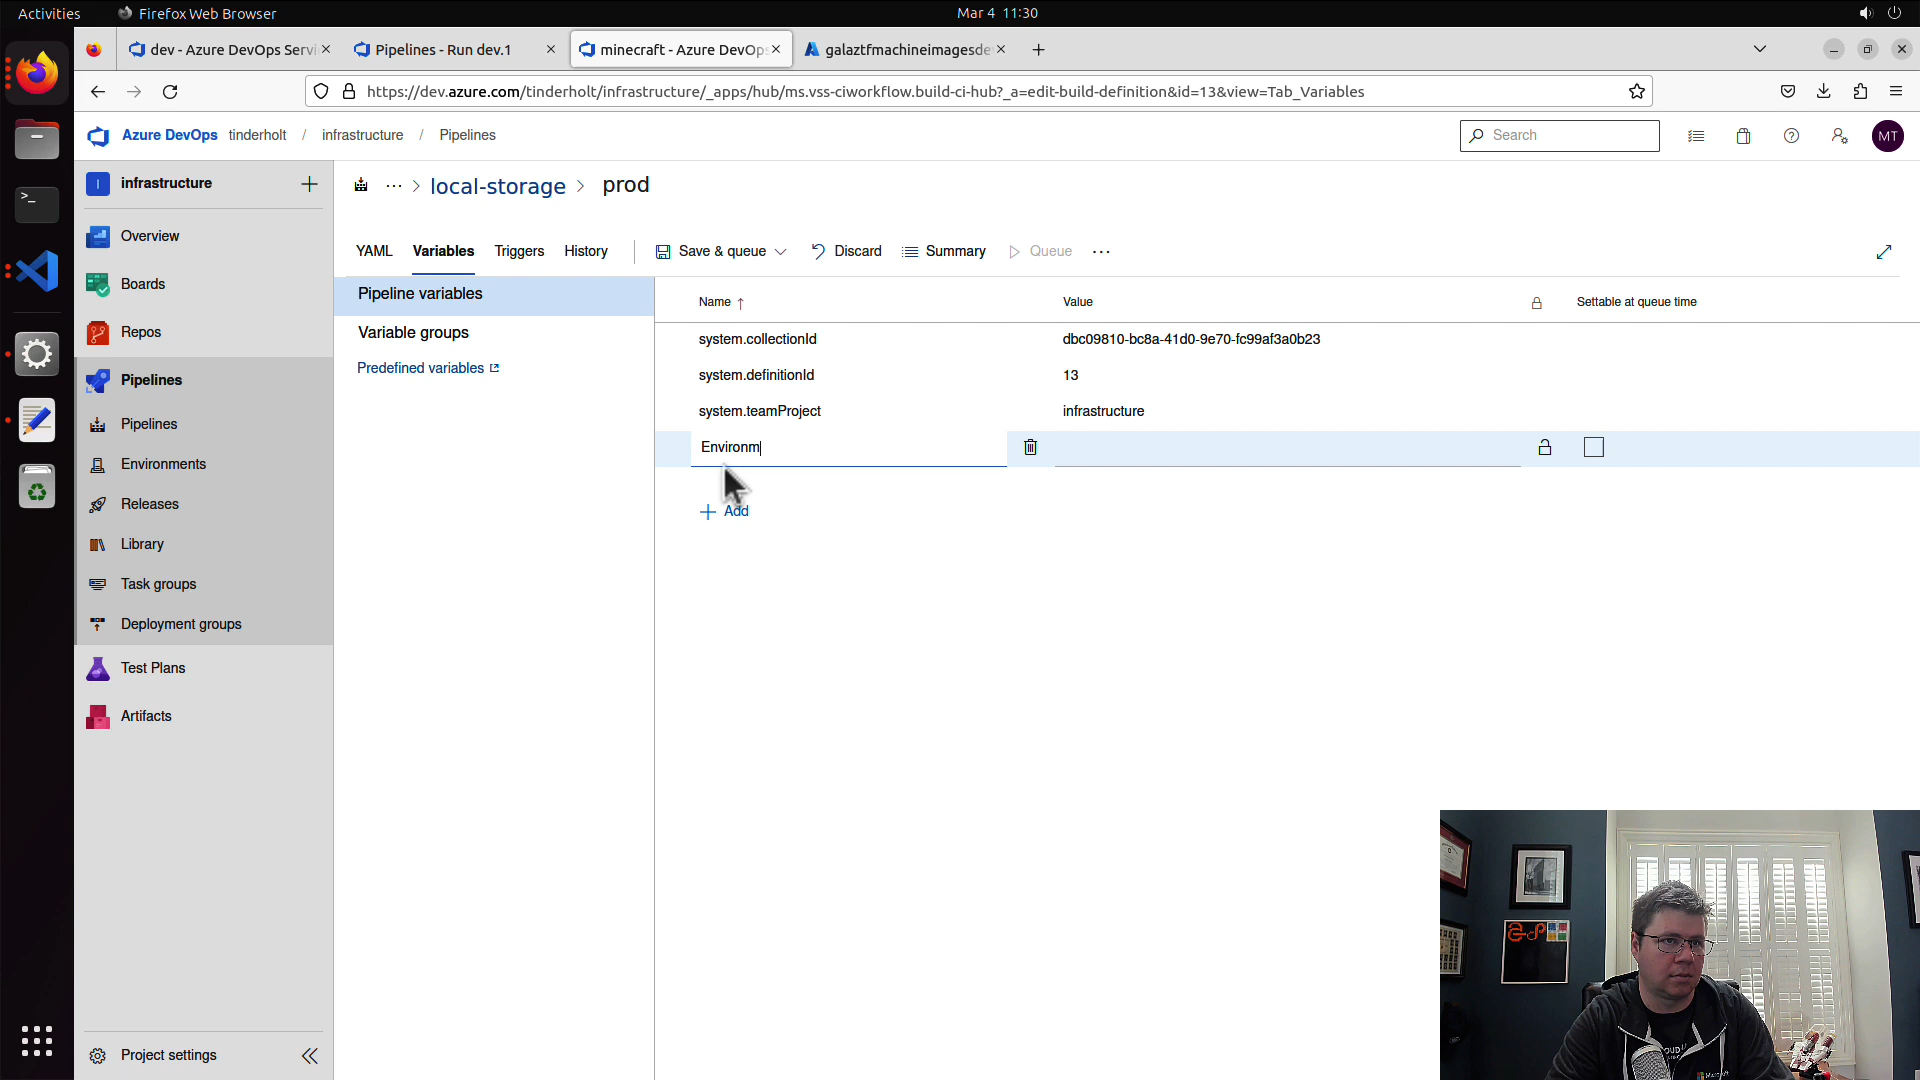 Activities
Firefox Web Browser
Mar 4 11:30
dev - Azure DevOps Servi
Pipelines - Run dev.1
minecraft - Azure DevOps
galaztfmachineimagesde
https://dev.azure.com/tinderholt/infrastructure/_apps/hub/ms.vss-ciworkflow.build-ci-hub?_a=edit-build-definition&id=13&view=Tab_Variables
Azure DevOps tinderholt / infrastructure / Pipelines
Search
MT
I infrastructure
... > local-storage > prod
Overview
Boards
Repos
Pipelines
Pipelines
Environments
Releases
Library
Task groups
Deployment groups
Test Plans
Artifacts
Project settings
YAML Variables Triggers History
Save & queue Discard Summary Queue ...
Pipeline variables
Variable groups
Predefined variables
Name ↑ Value Settable at queue time
system.collectionId dbc09810-bc8a-41d0-9e70-fc99af3a0b23
system.definitionId 13
system.teamProject infrastructure
Environm
+ Add